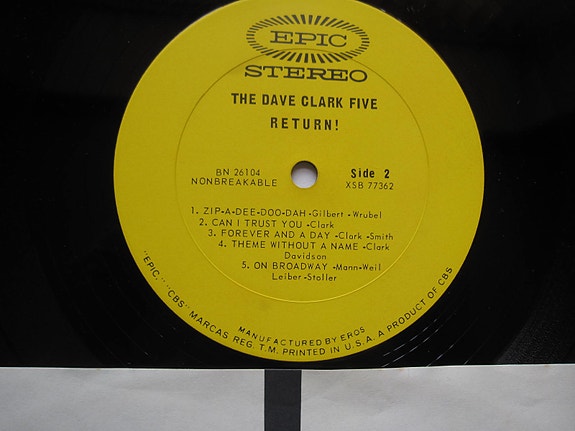 EPIC
STEREO
THE DAVE CLARK FIVE
RETURN!
BN 26104
NONBREAKABLE
Side 2
XSB 77362
1. ZIP-A-DEE-DOO-DAH -Gilbert -Wrubel
2. CAN I TRUST YOU -Clark
3. FOREVER AND A DAY -Clark -Smith
4. THEME WITHOUT A NAME -Clark
Davidson
5. ON BROADWAY -Mann-Weil
Leiber-Stoller
MANUFACTURED BY EROS
"EPIC," "CBS" MARCAS REG. T.M. PRINTED IN U.S.A. A PRODUCT OF CBS